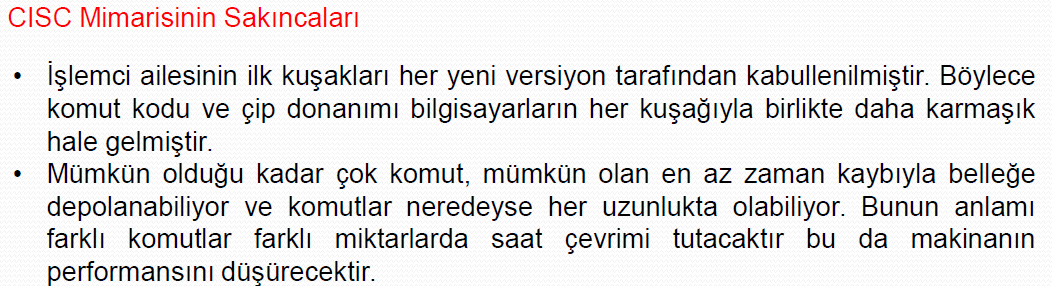 CISC Mimarisinin Sakıncaları
• İşlemci ailesinin ilk kuşakları her yeni versiyon tarafından kabullenilmiştir. Böylece
komut kodu ve çip donanımı bilgisayarların her kuşağıyla birlikte daha karmaşık
hale gelmiştir.
• Mümkün olduğu kadar çok komut, mümkün olan en az zaman kaybıyla belleğe
depolanabiliyor ve komutlar neredeyse her uzunlukta olabiliyor. Bunun anlamı
farklı komutlar farklı miktarlarda saat çevrimi tutacaktır bu da makinanın
performansını düşürecektir.